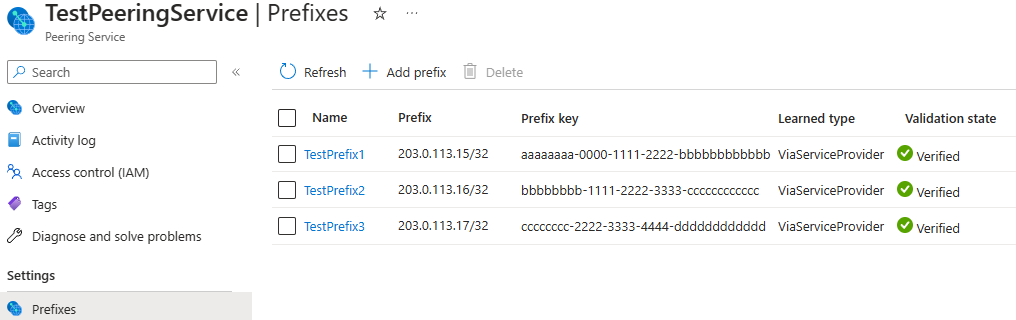 TestPeeringService | Prefixes ☆ ···
Peering Service
Search «
Refresh + Add prefix Delete
Overview
Activity log
Access control (IAM)
Tags
Diagnose and solve problems
Settings
Prefixes
Name Prefix Prefix key Learned type Validation state
TestPrefix1 203.0.113.15/32 aaaaaaaa-0000-1111-2222-bbbbbbbbbbbb ViaServiceProvider Verified
TestPrefix2 203.0.113.16/32 bbbbbbbb-1111-2222-3333-cccccccccccc ViaServiceProvider Verified
TestPrefix3 203.0.113.17/32 cccccccc-2222-3333-4444-dddddddddddd ViaServiceProvider Verified